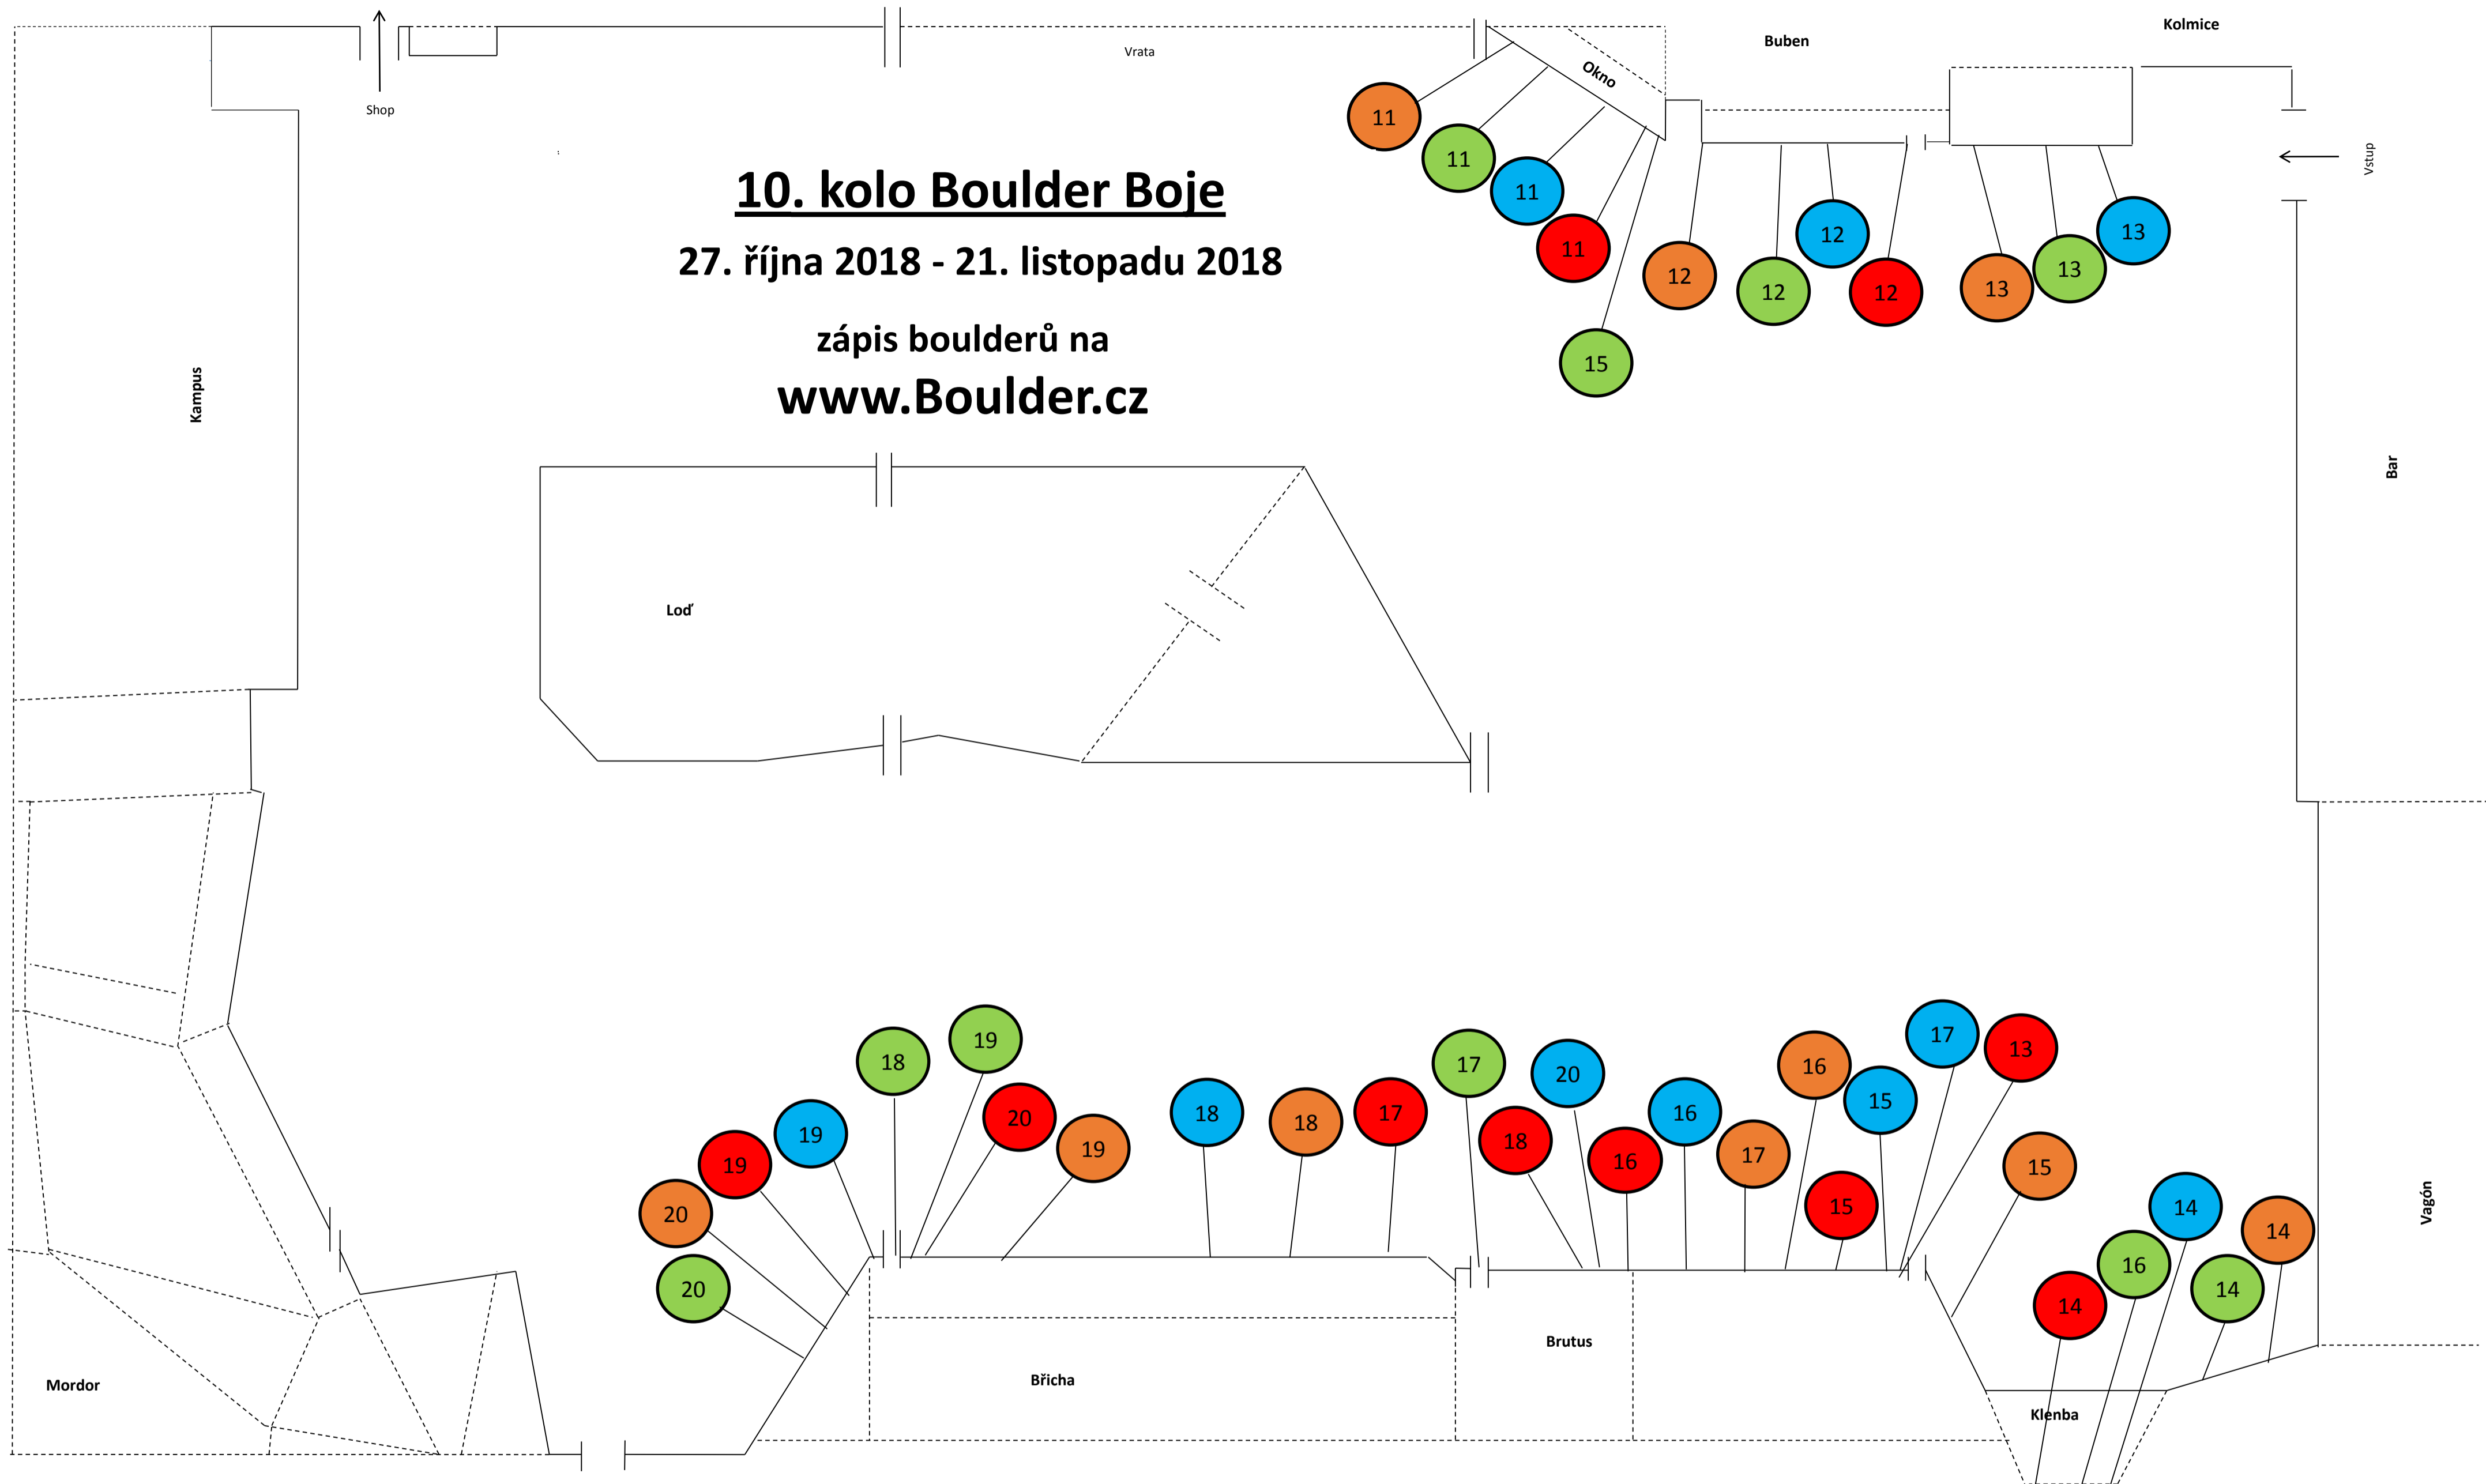 Kolmice
Buben
Vrata
Okno
Shop
11
11
11
11
15
12
12
12
12
13
13
13
Vstup
10. kolo Boulder Boje
27. října 2018 - 21. listopadu 2018
zápis boulderů na
www.Boulder.cz
Kampus
Bar
Loď
20
20
19
19
18
19
20
19
18
18
17
17
18
20
16
16
17
16
15
15
17
13
15
14
16
14
14
14
Vagón
Brutus
Břicha
Mordor
Klenba